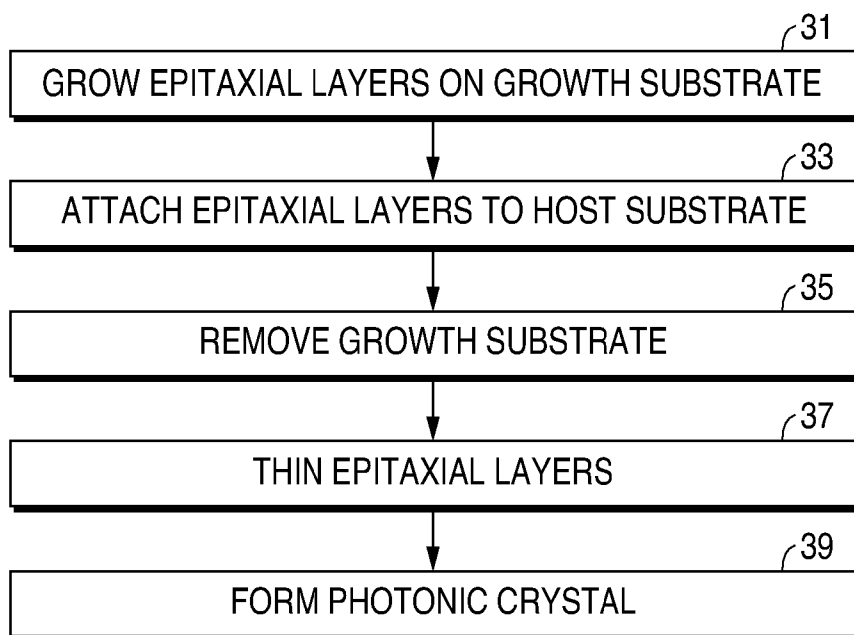 31
GROW EPITAXIAL LAYERS ON GROWTH SUBSTRATE
33
ATTACH EPITAXIAL LAYERS TO HOST SUBSTRATE
35
REMOVE GROWTH SUBSTRATE
37
THIN EPITAXIAL LAYERS
39
FORM PHOTONIC CRYSTAL